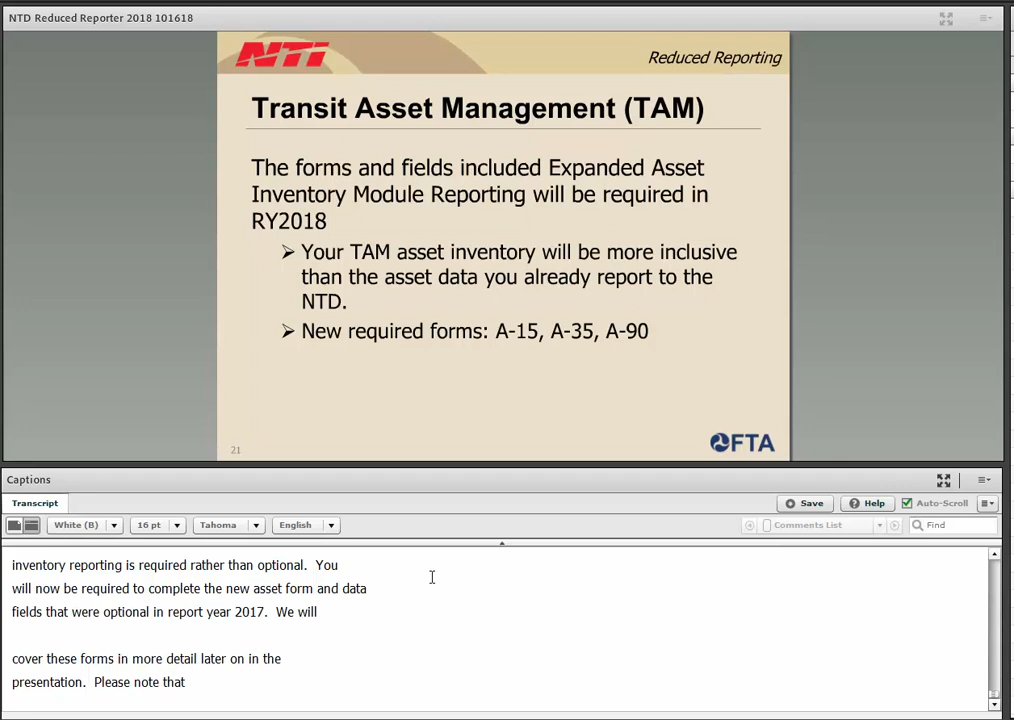 NTD Reduced Reporter 2018 101618
NTI
Reduced Reporting
Transit Asset Management (TAM)
The forms and fields included Expanded Asset
Inventory Module Reporting will be required in
RY2018
Your TAM asset inventory will be more inclusive
than the asset data you already report to the
NTD.
New required forms: A-15, A-35, A-90
21
FTA
Captions
Transcript
Save
Help
Auto-Scroll
White (B)
16 pt
Tahoma
English
Comments List
Find
inventory reporting is required rather than optional. You
will now be required to complete the new asset form and data
fields that were optional in report year 2017. We will
cover these forms in more detail later on in the
presentation. Please note that